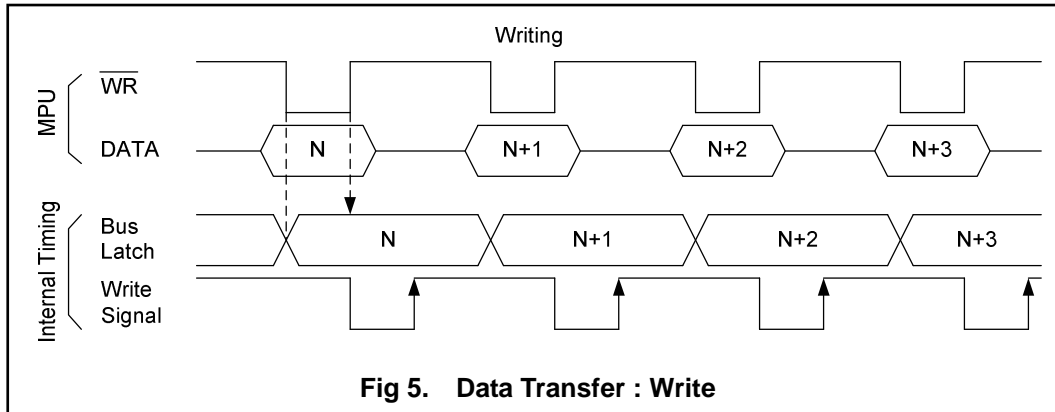 Writing
MPU
WR
DATA
N
N+1
N+2
N+3
Internal Timing
Bus
Latch
N
N+1
N+2
N+3
Write
Signal
Fig 5. Data Transfer : Write